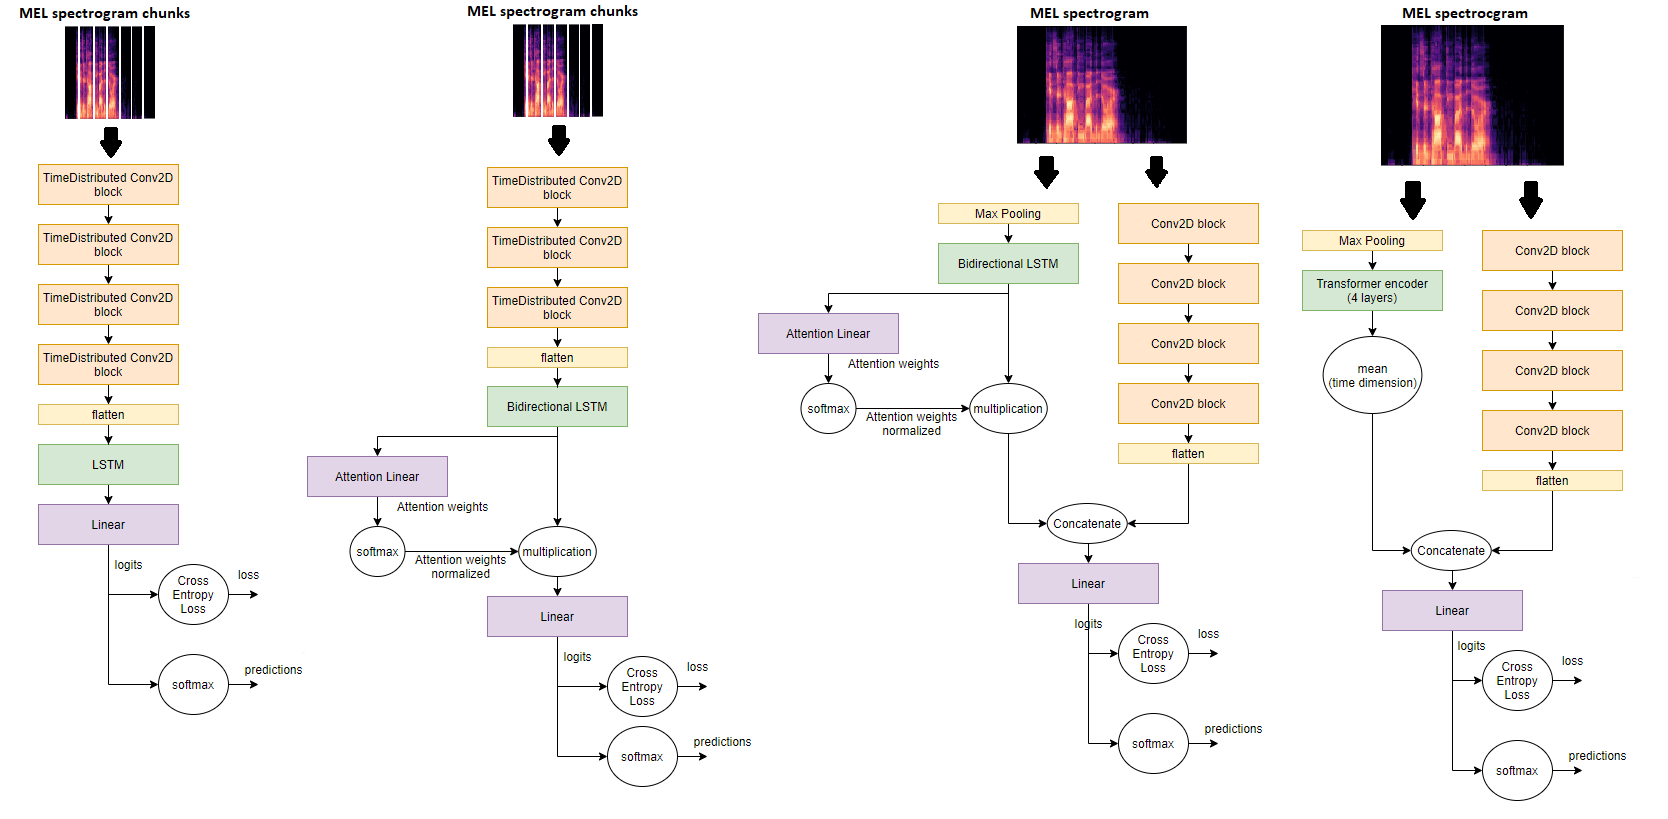 MEL spectrogram chunks
TimeDistributed Conv2D
block
TimeDistributed Conv2D
block
TimeDistributed Conv2D
block
TimeDistributed Conv2D
block
flatten
LSTM
Linear
logits
Cross
Entropy
Loss
loss
softmax
predictions
MEL spectrogram chunks
TimeDistributed Conv2D
block
TimeDistributed Conv2D
block
TimeDistributed Conv2D
block
flatten
Bidirectional LSTM
Attention Linear
Attention weights
softmax
Attention weights
normalized
multiplication
Linear
logits
Cross
Entropy
Loss
loss
softmax
predictions
MEL spectrogram
Max Pooling
Bidirectional LSTM
Attention Linear
Attention weights
softmax
Attention weights
normalized
multiplication
Conv2D block
Conv2D block
Conv2D block
Conv2D block
flatten
Concatenate
Linear
logits
Cross
Entropy
Loss
loss
softmax
predictions
MEL spectrocgram
Max Pooling
Transformer encoder
(4 layers)
mean
(time dimension)
Conv2D block
Conv2D block
Conv2D block
Conv2D block
flatten
Concatenate
Linear
logits
Cross
Entropy
Loss
loss
softmax
predictions